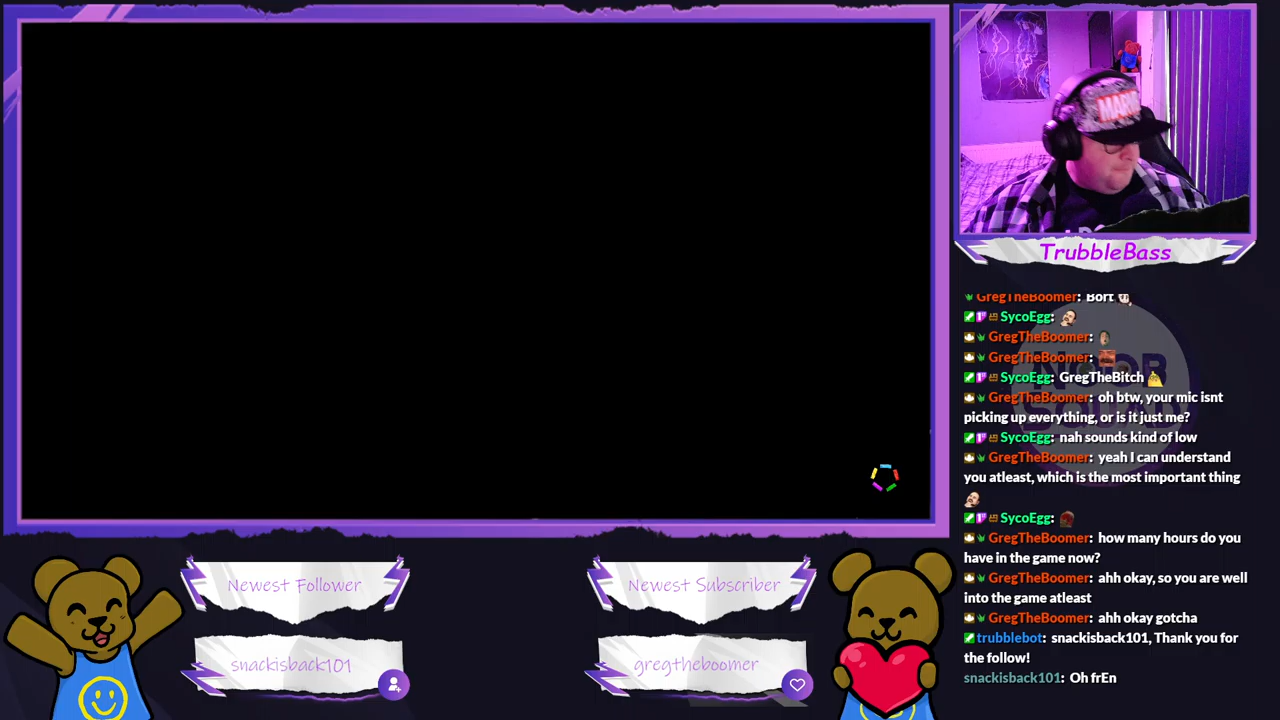 MARV
TrubbleBass
GregTheBoomer: Bort
SycoEgg:
GregTheBoomer:
GregTheBoomer:
SycoEgg: GregTheBitch
GregTheBoomer: oh btw, your mic isnt
picking up everything, or is it just me?
SycoEgg: nah sounds kind of low
GregTheBoomer: yeah I can understand
you atleast, which is the most important thing
SycoEgg:
GregTheBoomer: how many hours do you
have in the game now?
GregTheBoomer: ahh okay, so you are well
into the game atleast
GregTheBoomer: ahh okay gotcha
trubblebot: snackisback101, Thank you for
the follow!
snackisback101: Oh frEn
NOOB
SQUAD
Newest Follower
snackisback101
Newest Subscriber
gregtheboomer